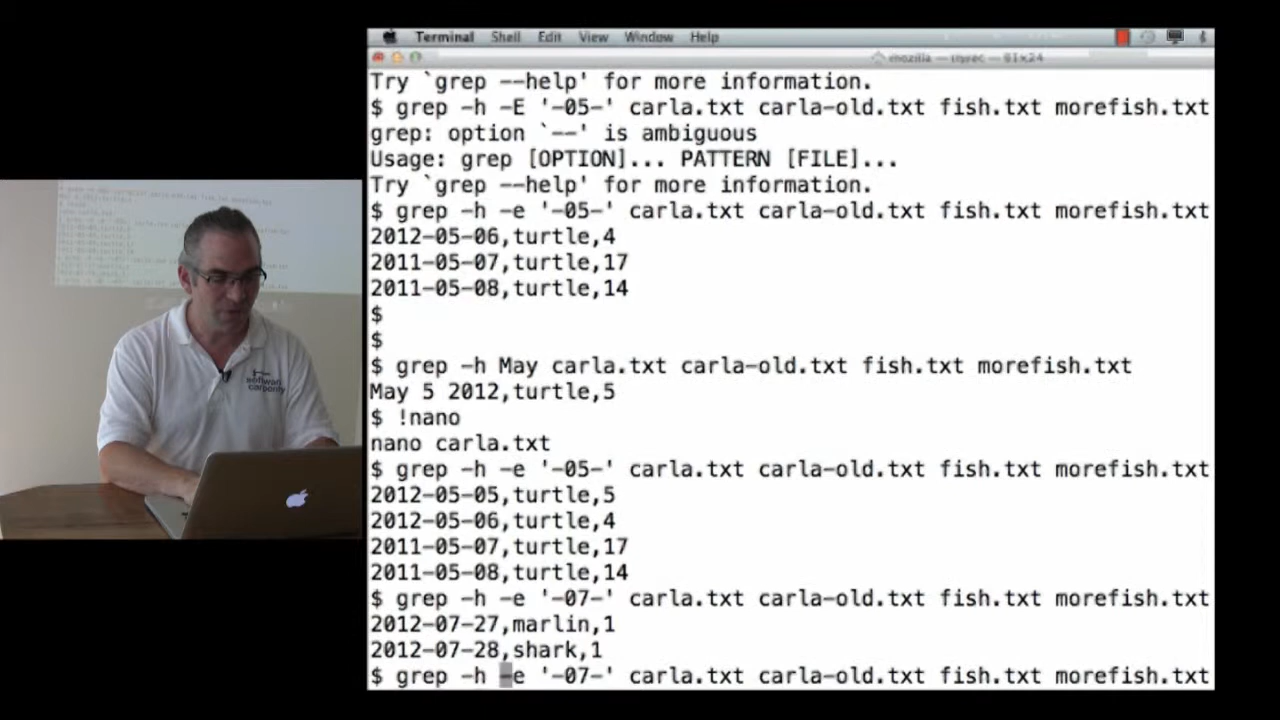 Terminal Shell Edit View Window Help
mozilla — — 81×24
Try `grep --help' for more information.
$ grep -h -E '-05-' carla.txt carla-old.txt fish.txt morefish.txt
grep: option `--' is ambiguous
Usage: grep [OPTION]... PATTERN [FILE]...
Try `grep --help' for more information.
$ grep -h -e '-05-' carla.txt carla-old.txt fish.txt morefish.txt
2012-05-06,turtle,4
2011-05-07,turtle,17
2011-05-08,turtle,14
$
$
$ grep -h May carla.txt carla-old.txt fish.txt morefish.txt
May 5 2012,turtle,5
$ !nano
nano carla.txt
$ grep -h -e '-05-' carla.txt carla-old.txt fish.txt morefish.txt
2012-05-05,turtle,5
2012-05-06,turtle,4
2011-05-07,turtle,17
2011-05-08,turtle,14
$ grep -h -e '-07-' carla.txt carla-old.txt fish.txt morefish.txt
2012-07-27,marlin,1
2012-07-28,shark,1
$ grep -h -e '-07-' carla.txt carla-old.txt fish.txt morefish.txt
software
carpentry